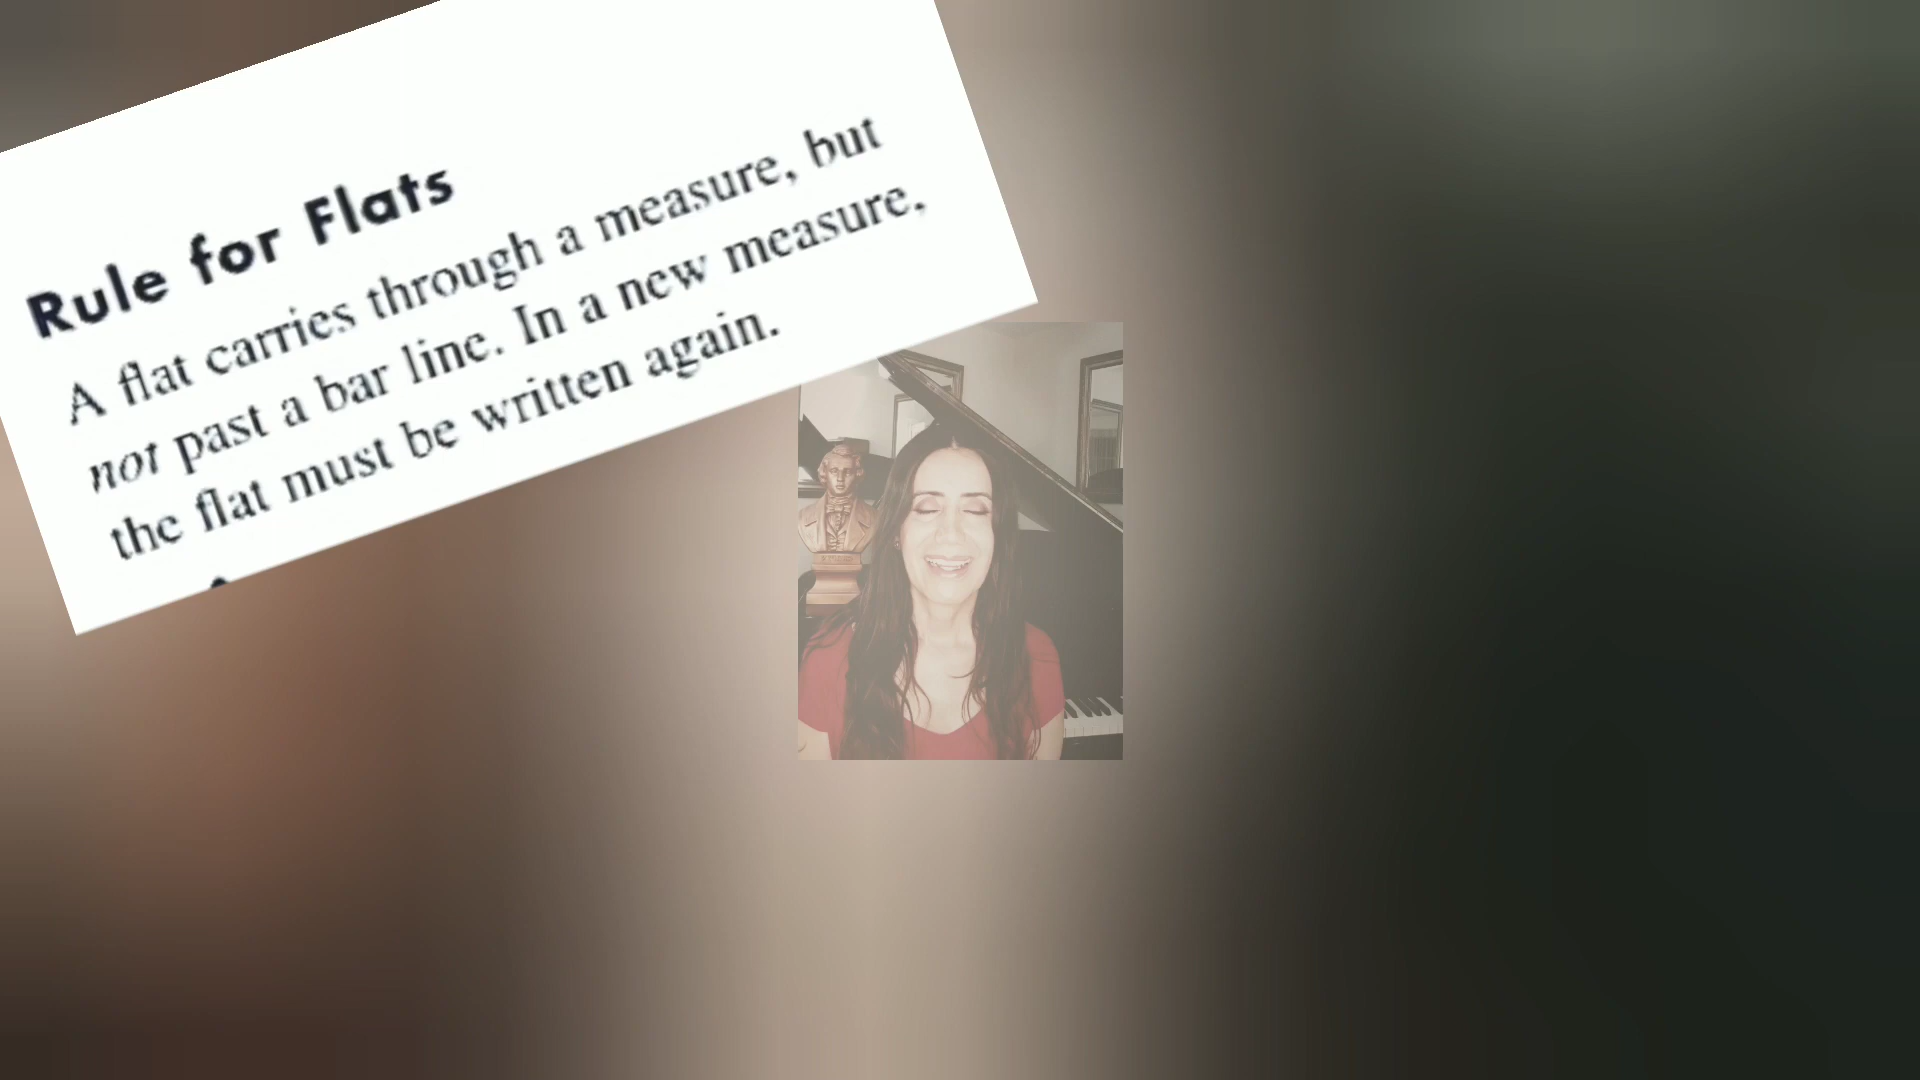 Rule for Flats
A flat carries through a measure, but
not past a bar line. In a new measure,
the flat must be written again.